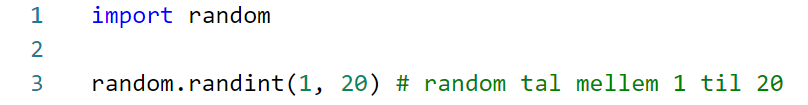 1 import random
2
3 random.randint(1, 20) # random tal mellem 1 til 20